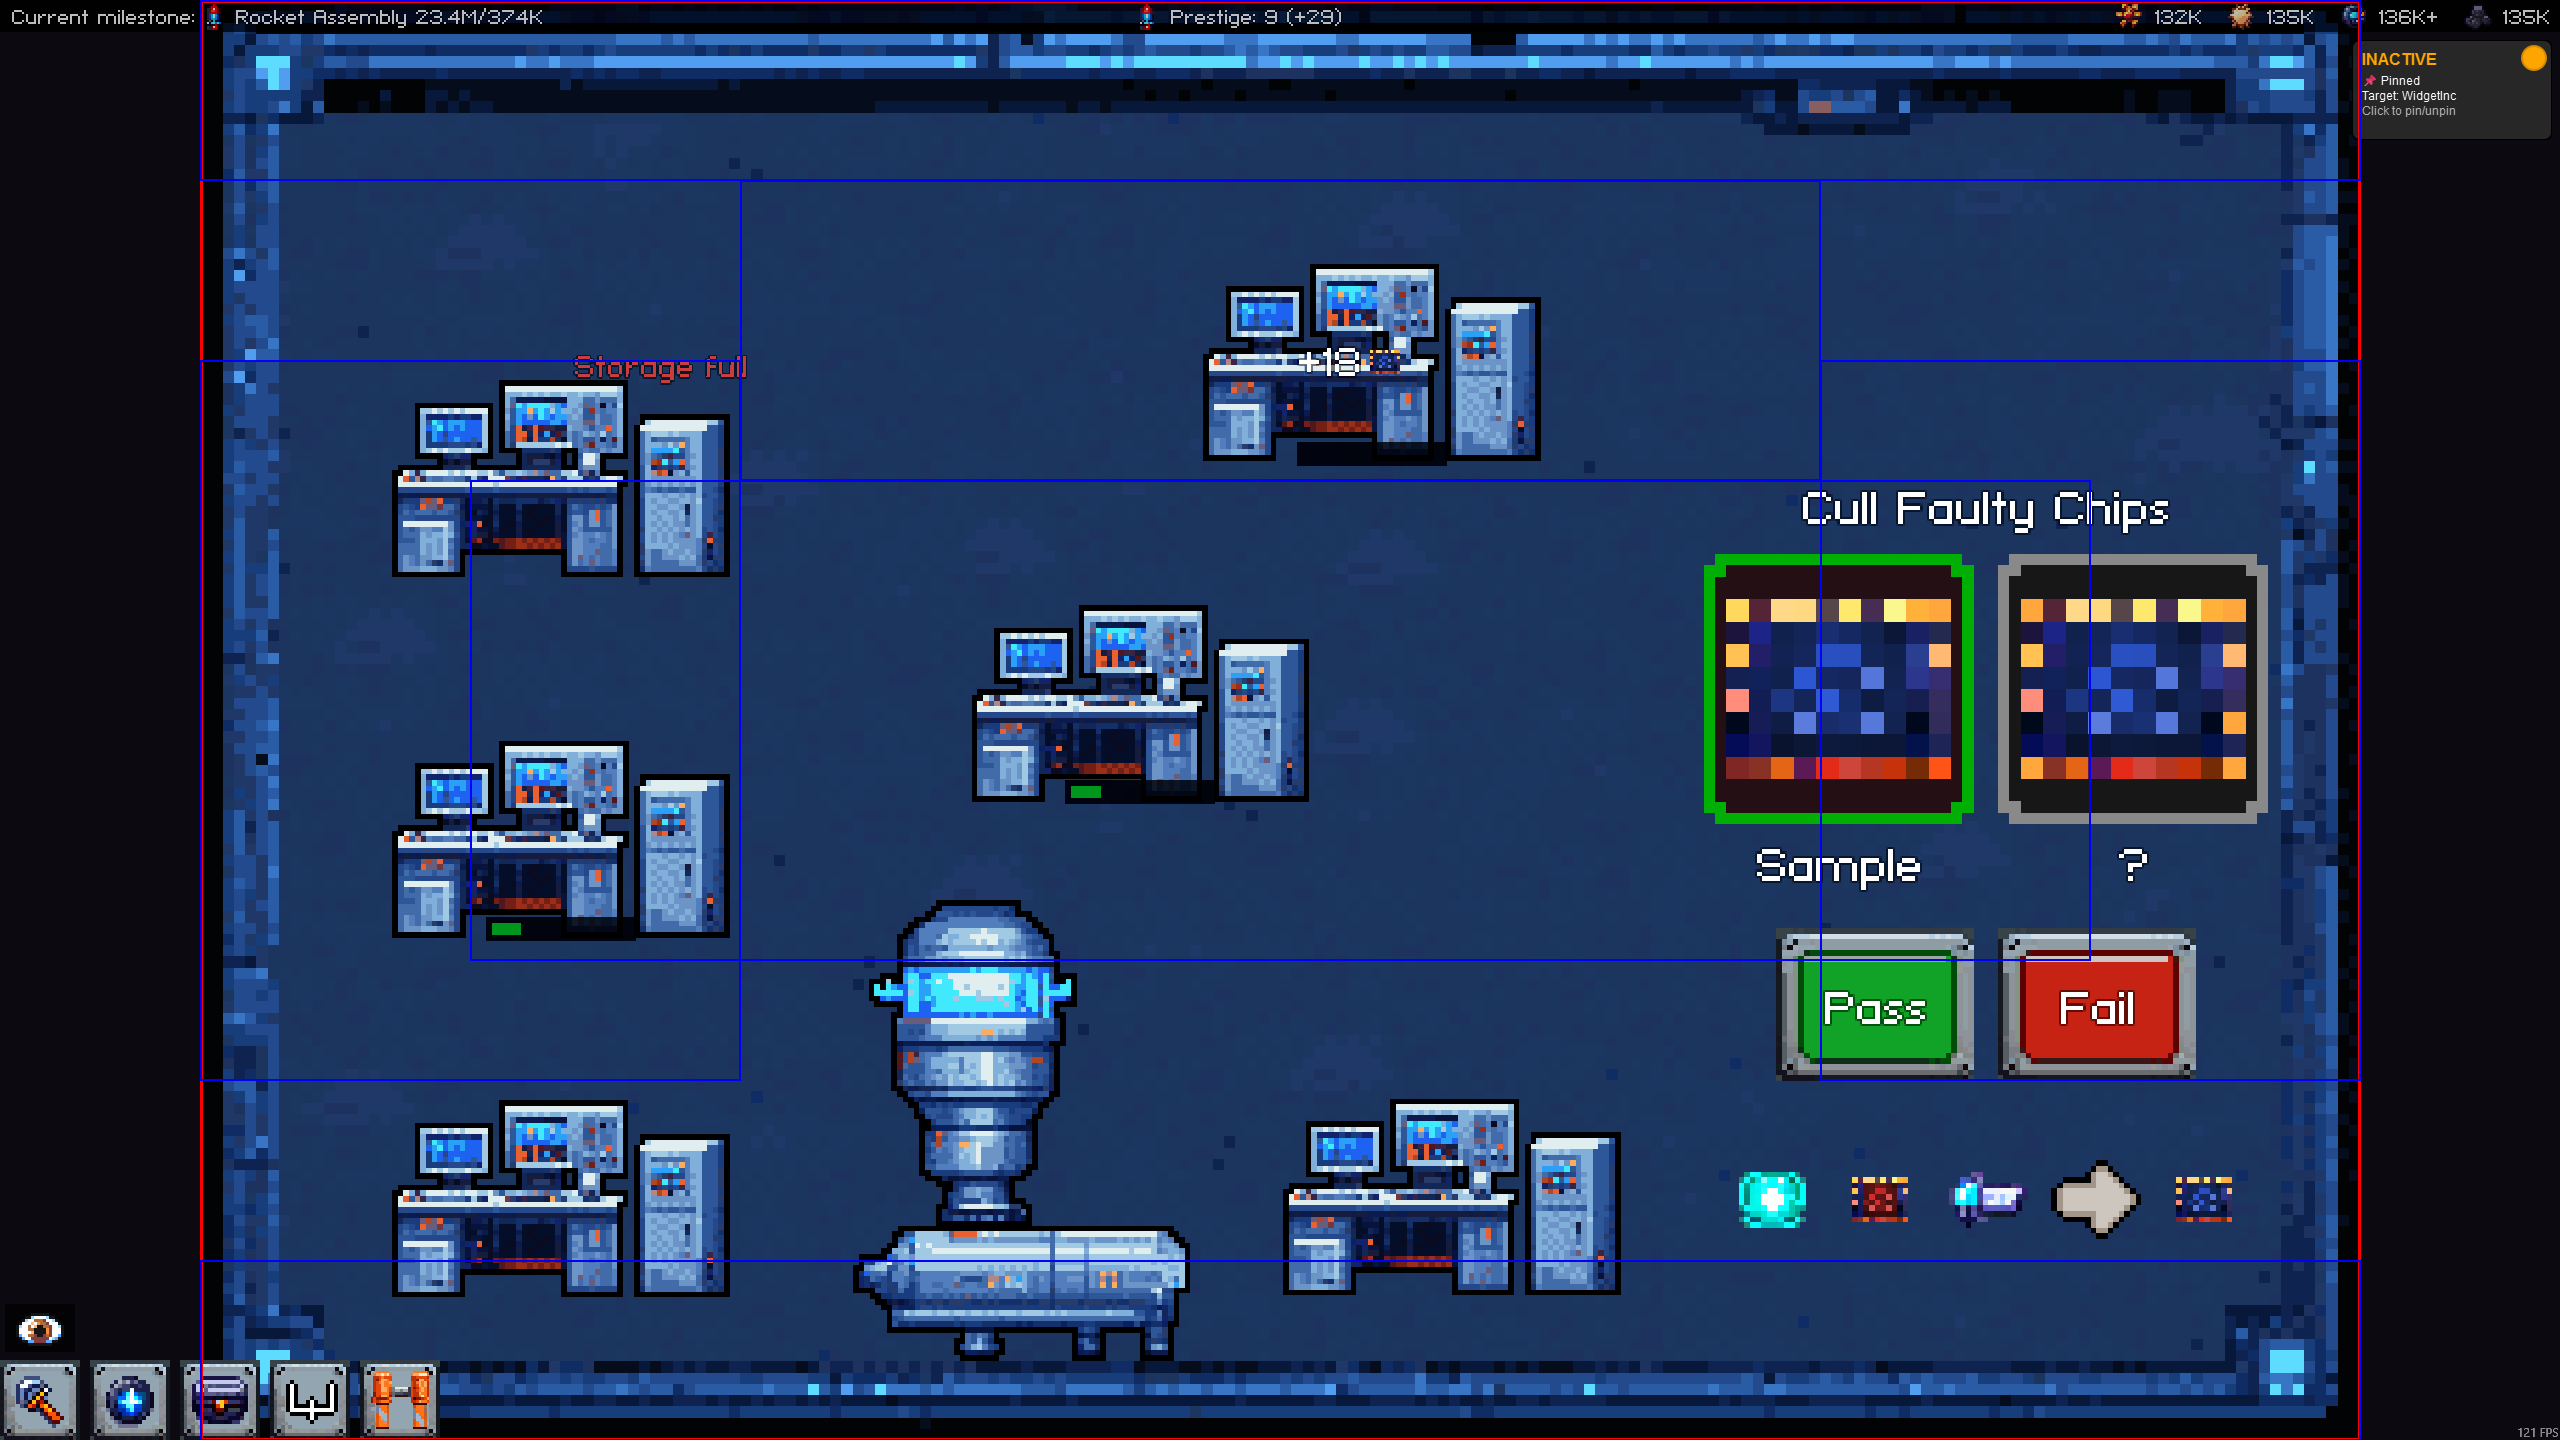 Current milestone: Rocket Assembly 23.4M/374K
Prestige: 9 (+29)
132K 135K 136K+ 135K
INACTIVE
Pinned
Target: WidgetInc
Click to pin/unpin
+18
Storage full
Cull Faulty Chips
Sample ?
Pass Fail
121 FPS